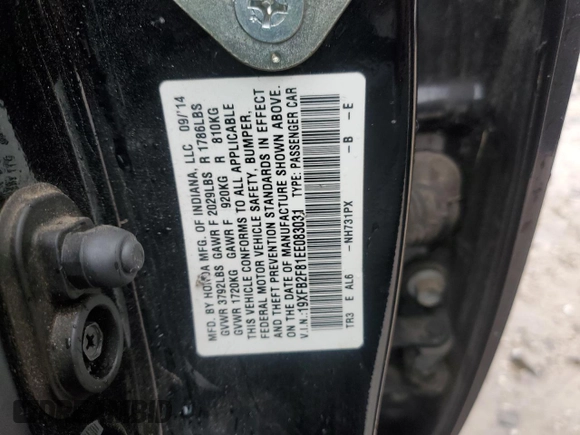 MFD. BY HONDA MFG. OF INDIANA, LLC 09/'14
GVWR 3792LBS GAWR F 2029LBS R 1786LBS
GVWR 1720KG GAWR F 920KG R 810KG
THIS VEHICLE CONFORMS TO ALL APPLICABLE
FEDERAL MOTOR VEHICLE SAFETY, BUMPER,
AND THEFT PREVENTION STANDARDS IN EFFECT
ON THE DATE OF MANUFACTURE SHOWN ABOVE.
V.I.N.: 19XFB2F81EE083031 TYPE: PASSENGER CAR
TR3 E AL6 -NH731PX -B -E